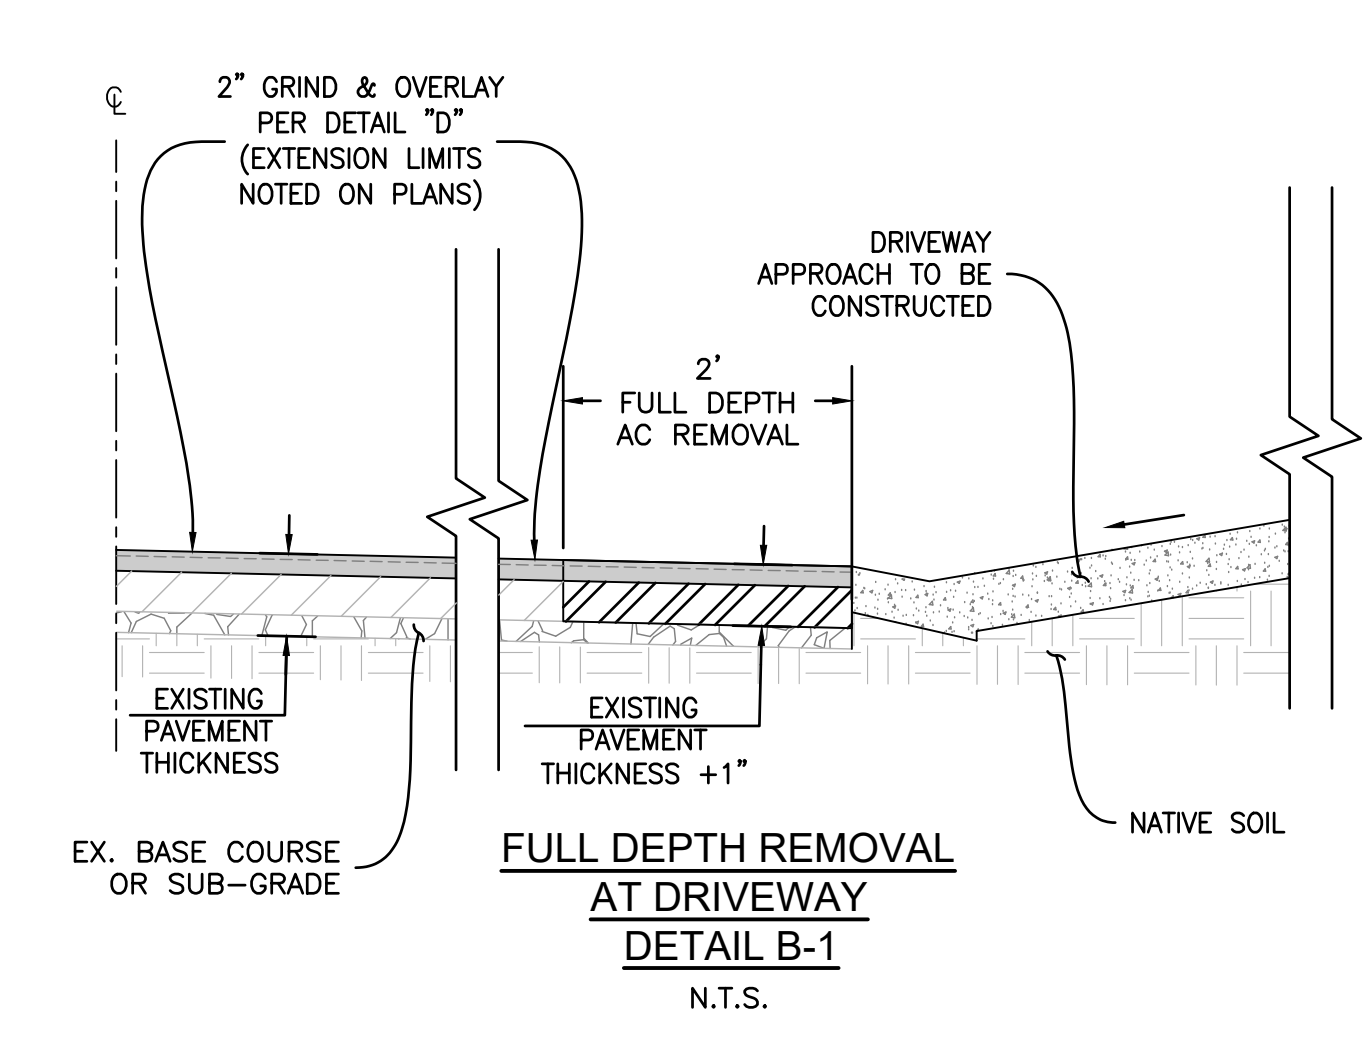 ℄
2” GRIND & OVERLAY
PER DETAIL ”D”
(EXTENSION LIMITS
NOTED ON PLANS)
DRIVEWAY
APPROACH TO BE
CONSTRUCTED
2’
FULL DEPTH
AC REMOVAL
EXISTING
PAVEMENT
THICKNESS
EXISTING
PAVEMENT
THICKNESS +1”
EX. BASE COURSE
OR SUB-GRADE
NATIVE SOIL
FULL DEPTH REMOVAL
AT DRIVEWAY
DETAIL B-1
N.T.S.